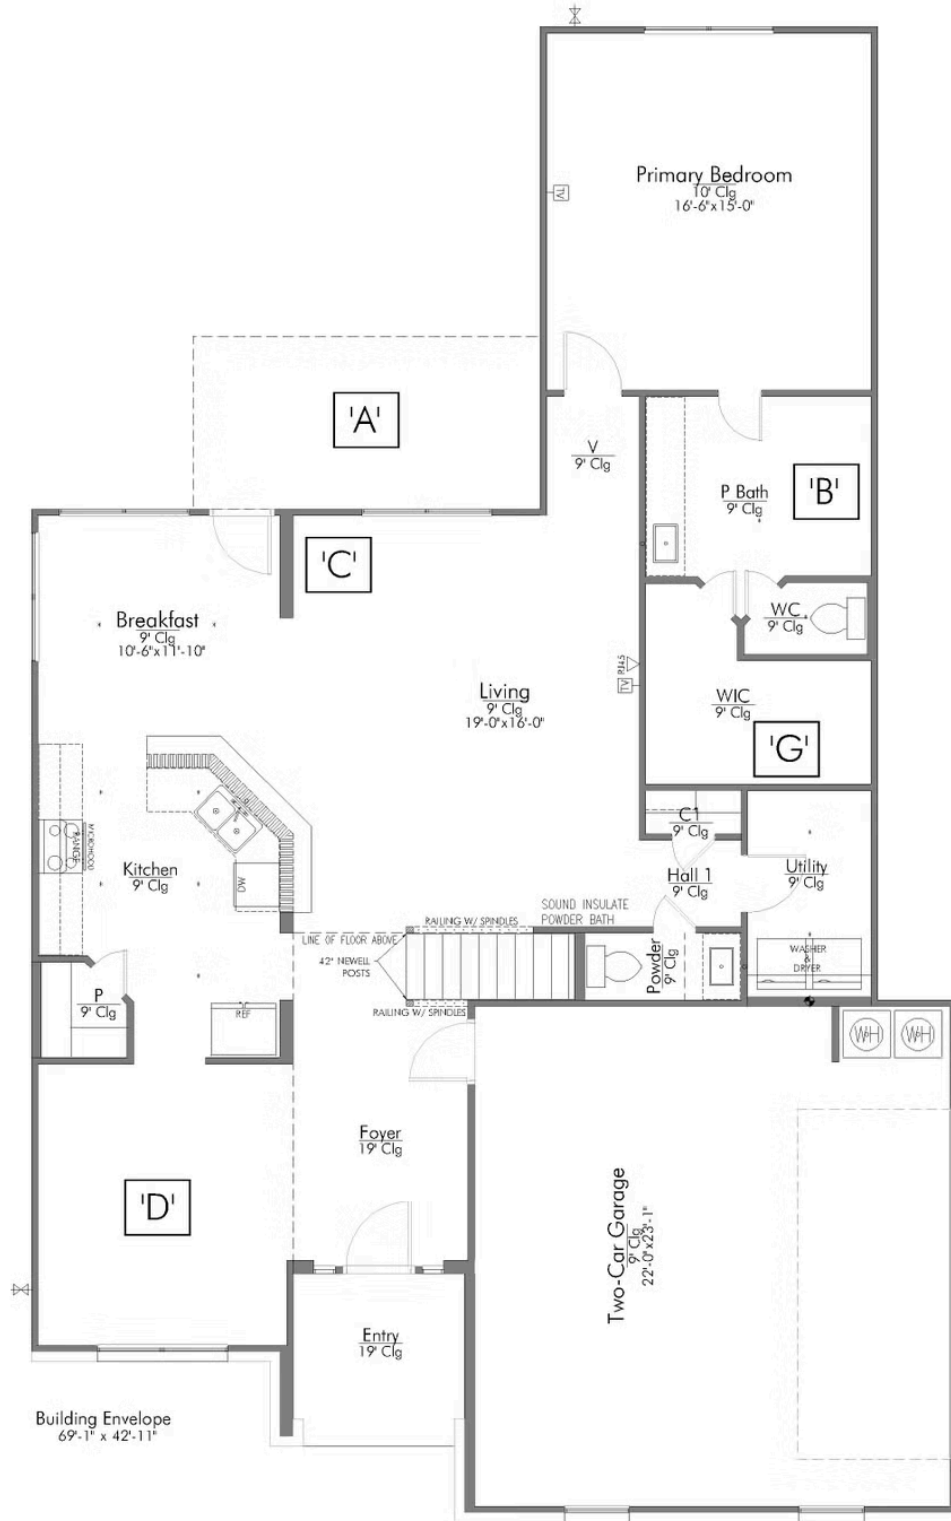 Primary Bedroom
10' Clg
16'-6"x15'-0"
TV
'A'
V
9' Clg
P Bath
9' Clg
'B'
'C'
Breakfast
9' Clg
10'-6"x11'-10"
WC
9' Clg
RJ45
TV
Living
9' Clg
19'-0"x16'-0"
WIC
9' Clg
'G'
C1
9' Clg
RANGE
MICROHOOD
Kitchen
9' Clg
DW
Hall 1
9' Clg
Utility
9' Clg
SOUND INSULATE
POWDER BATH
RAILING W/ SPINDLES
LINE OF FLOOR ABOVE
42" NEWELL
POSTS
Powder
9' Clg
WASHER
&
DRYER
P
9' Clg
REF
RAILING W/ SPINDLES
WH
WH
Foyer
19' Clg
'D'
Two-Car Garage
9' Clg
22'-0"x23'-1"
Entry
19' Clg
Building Envelope
69'-1" x 42'-11"